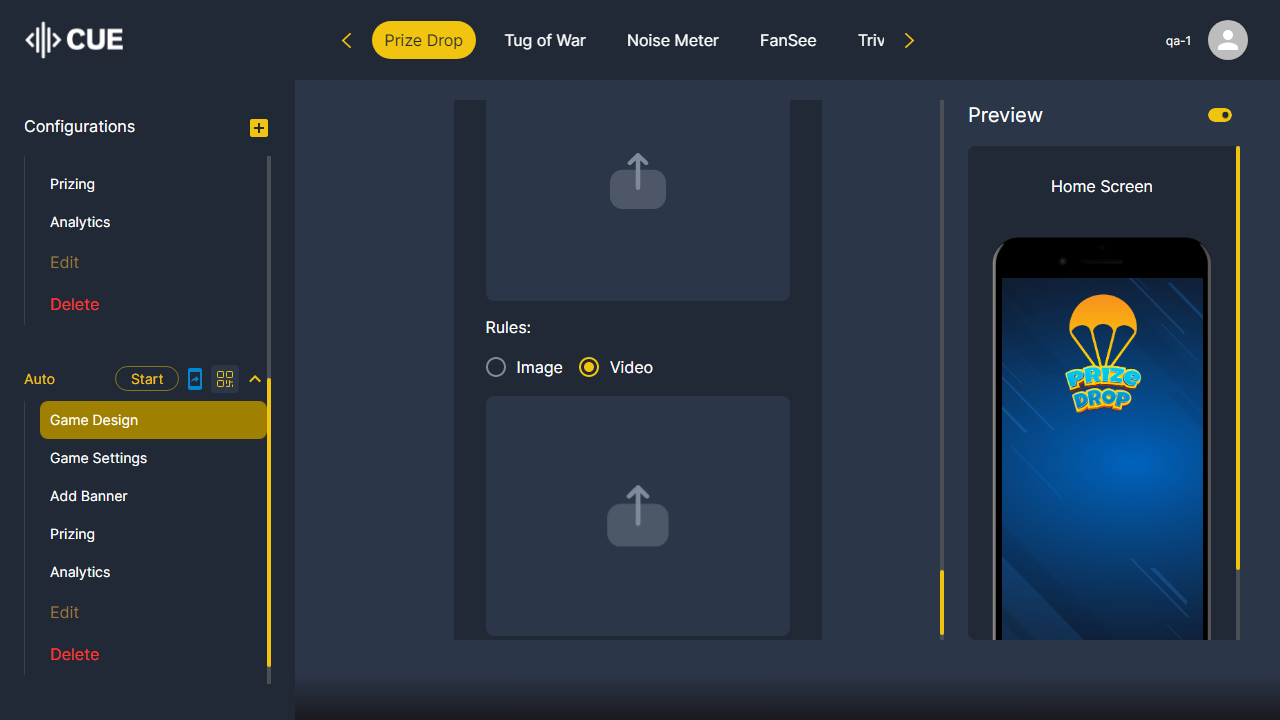 CUE
Prize Drop
Tug of War
Noise Meter
FanSee
Triv
qa-1
Configurations
Prizing
Analytics
Edit
Delete
Auto
Start
Game Design
Game Settings
Add Banner
Prizing
Analytics
Edit
Delete
Rules:
Image
Video
Preview
Home Screen
PRIZE
DROP